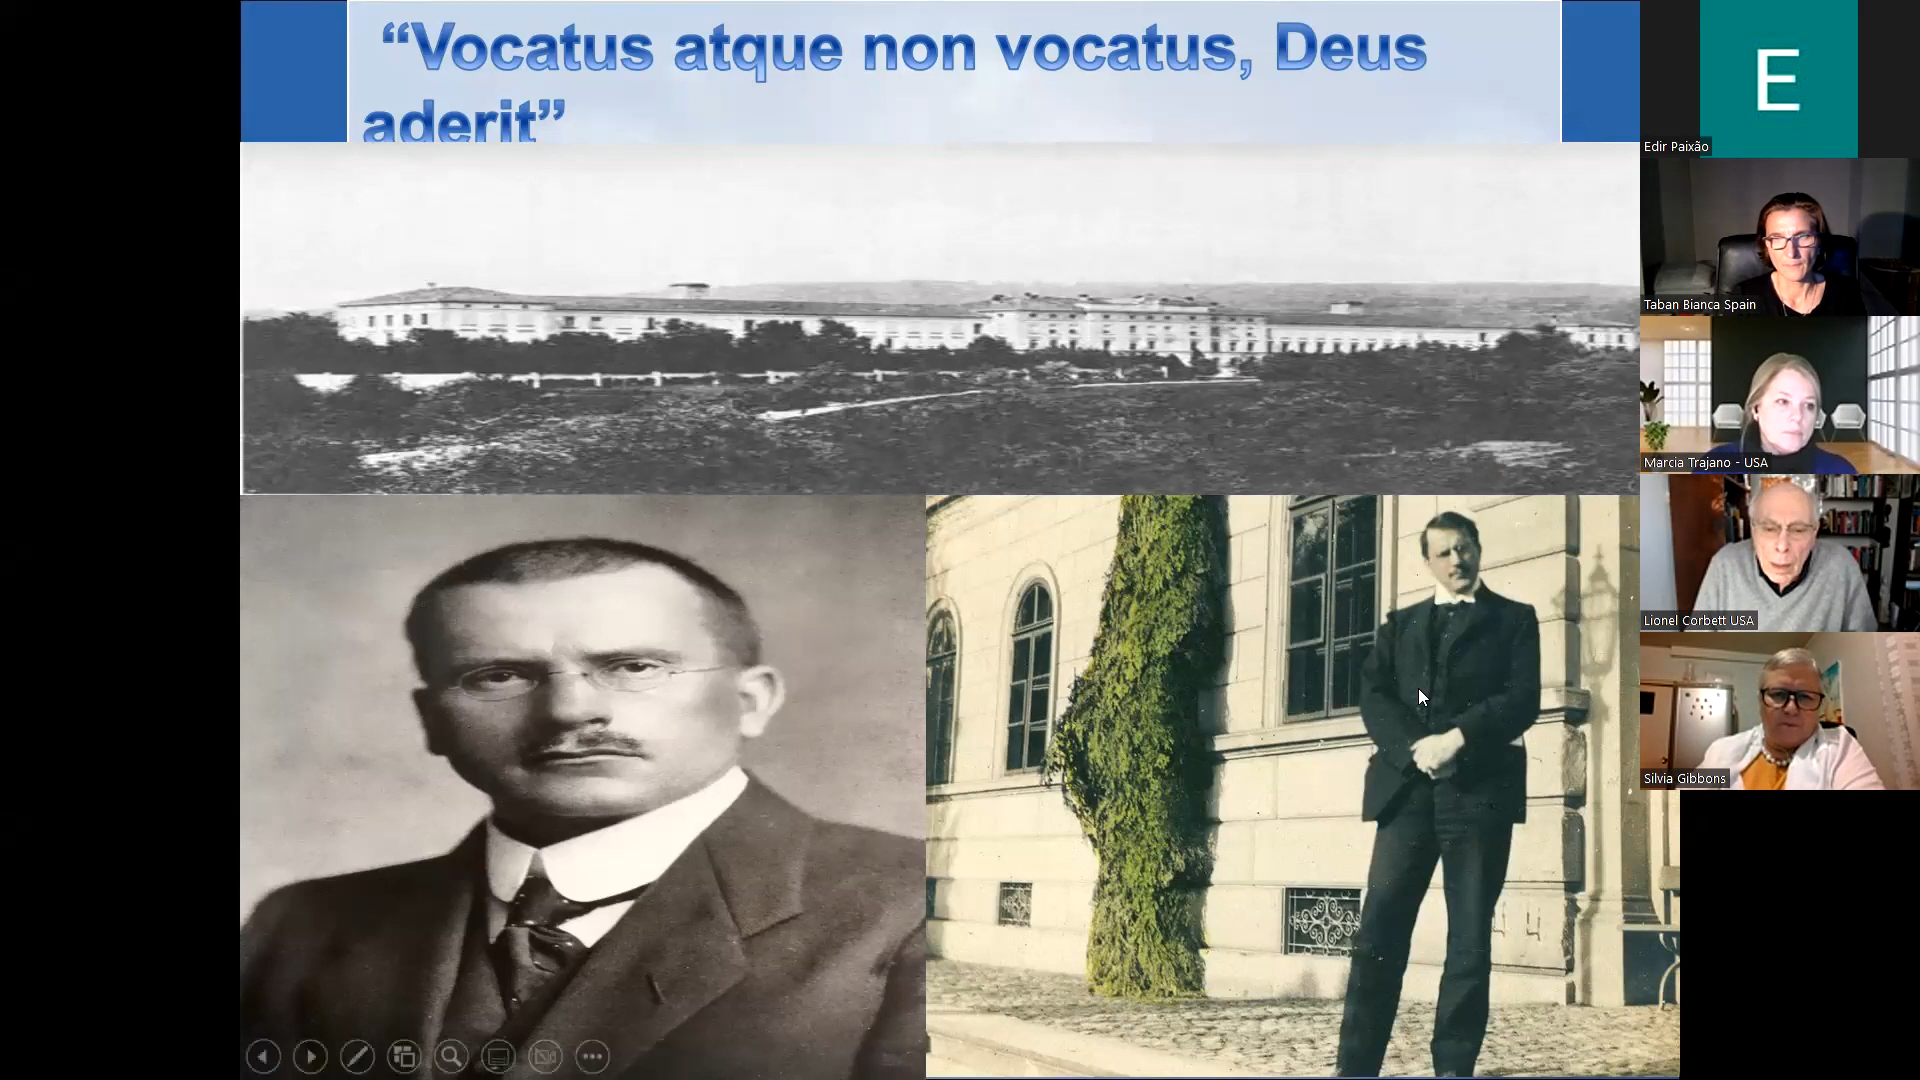 “Vocatus atque non vocatus, Deus
aderit”
E
Edir Paixão
Taban Bianca Spain
Marcia Trajano - USA
Lionel Corbett USA
Silvia Gibbons